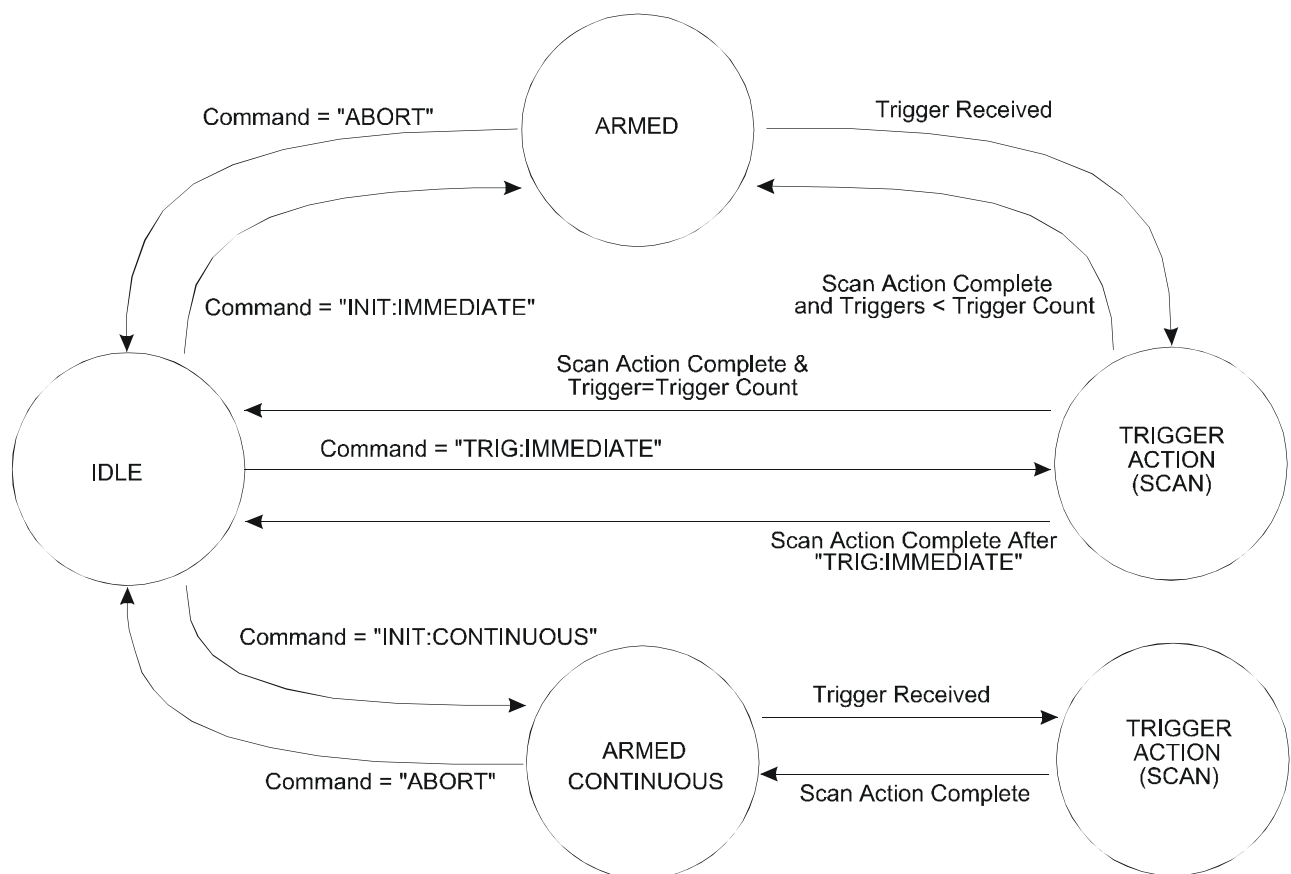 Command = "ABORT"
ARMED
Trigger Received
Command = "INIT:IMMEDIATE"
Scan Action Complete
and Triggers < Trigger Count
Scan Action Complete &
Trigger=Trigger Count
Command = "TRIG:IMMEDIATE"
IDLE
TRIGGER
ACTION
(SCAN)
Scan Action Complete After
"TRIG:IMMEDIATE"
Command = "INIT:CONTINUOUS"
Trigger Received
ARMED
CONTINUOUS
TRIGGER
ACTION
(SCAN)
Command = "ABORT"
Scan Action Complete